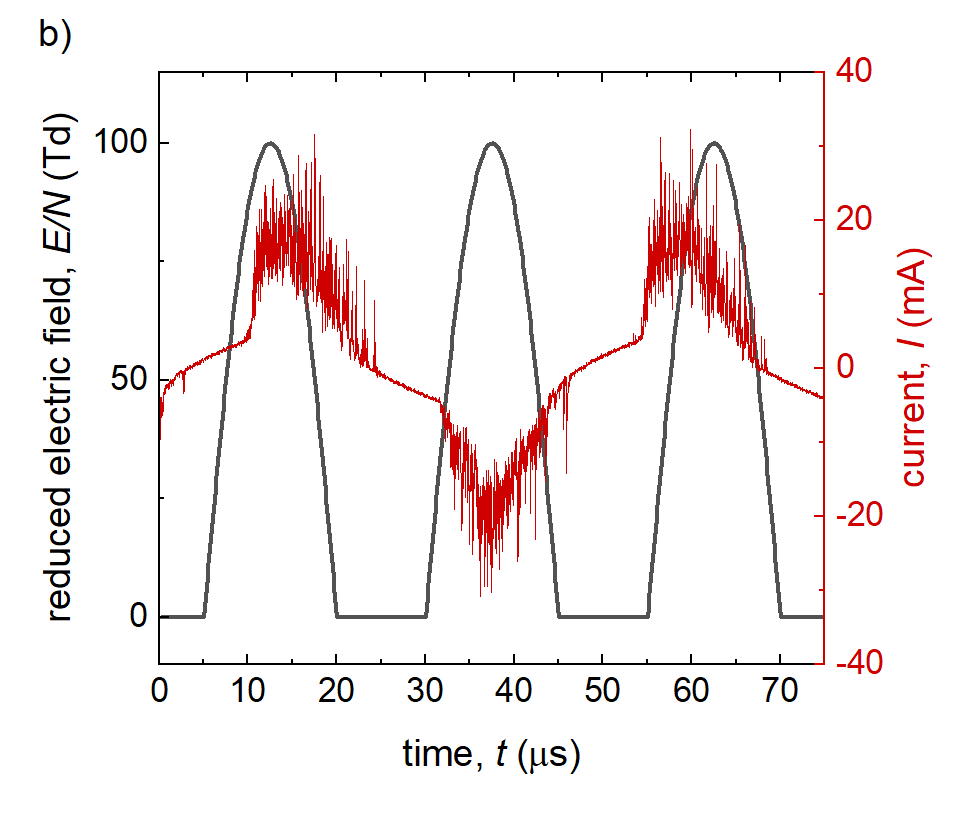 b)
reduced electric field, E/N (Td)
100
50
0
40
20
0
-20
-40
current, I (mA)
0 10 20 30 40 50 60 70
time, t (μs)